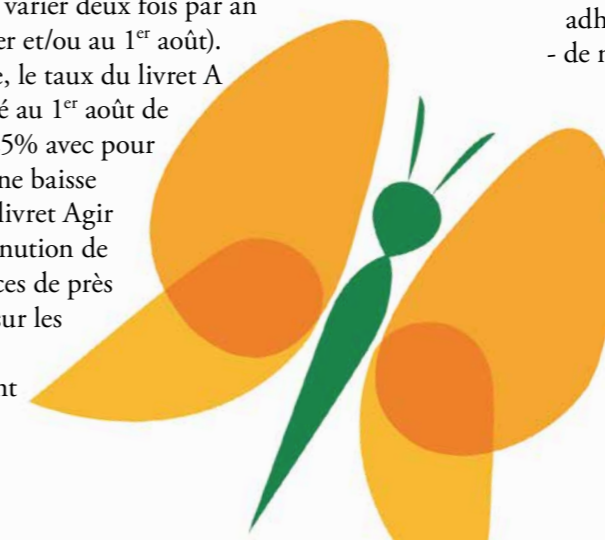 varier deux fois par an
er et/ou au 1er août).
, le taux du livret A
é au 1er août de
5% avec pour
ne baisse
livret Agir
nution de
ces de près
sur les
nt
adh
- de